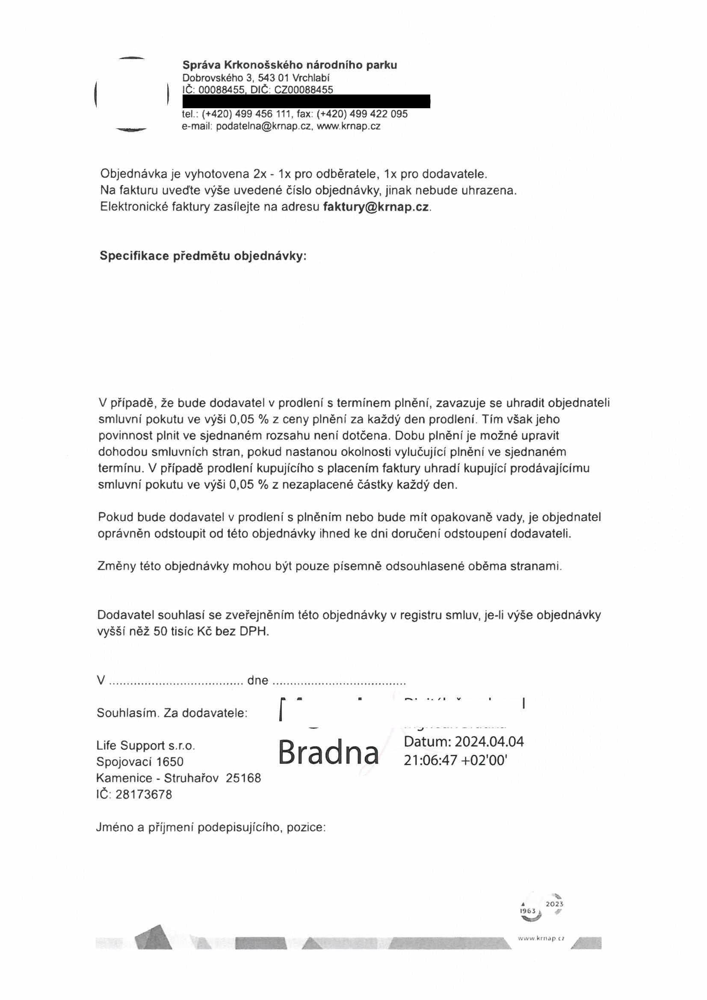 Správa Krkonošského národního parku
Dobrovského 3, 543 01 Vrchlabí
IČ: 00088455, DIČ: CZ00088455
tel.: (+420) 499 456 111, fax: (+420) 499 422 095
e-mail: podatelna@krnap.cz, www.krnap.cz
Objednávka je vyhotovena 2x - 1x pro odběratele, 1x pro dodavatele.
Na fakturu uveďte výše uvedené číslo objednávky, jinak nebude uhrazena.
Elektronické faktury zasílejte na adresu faktury@krnap.cz.
Specifikace předmětu objednávky:
V případě, že bude dodavatel v prodlení s termínem plnění, zavazuje se uhradit objednateli
smluvní pokutu ve výši 0,05 % z ceny plnění za každý den prodlení. Tím však jeho
povinnost plnit ve sjednaném rozsahu není dotčena. Dobu plnění je možné upravit
dohodou smluvních stran, pokud nastanou okolnosti vylučující plnění ve sjednaném
termínu. V případě prodlení kupujícího s placením faktury uhradí kupující prodávajícímu
smluvní pokutu ve výši 0,05 % z nezaplacené částky každý den.
Pokud bude dodavatel v prodlení s plněním nebo bude mít opakovaně vady, je objednatel
oprávněn odstoupit od této objednávky ihned ke dni doručení odstoupení dodavateli.
Změny této objednávky mohou být pouze písemně odsouhlasené oběma stranami.
Dodavatel souhlasí se zveřejněním této objednávky v registru smluv, je-li výše objednávky
vyšší něž 50 tisíc Kč bez DPH.
V .................................. dne ..................................
Souhlasím. Za dodavatele:
Bradna
Datum: 2024.04.04
21:06:47 +02'00'
Life Support s.r.o.
Spojovací 1650
Kamenice - Struhařov 25168
IČ: 28173678
Jméno a příjmení podepisujícího, pozice:
1963 2023
www.krnap.cz